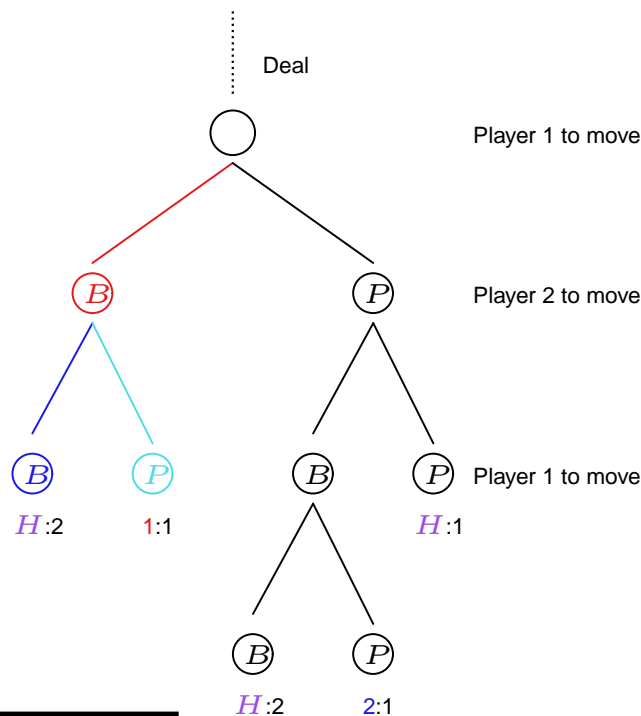 Deal
Player 1 to move
B P Player 2 to move
B P B P Player 1 to move
H:2 1:1 H:1
B P
H:2 2:1